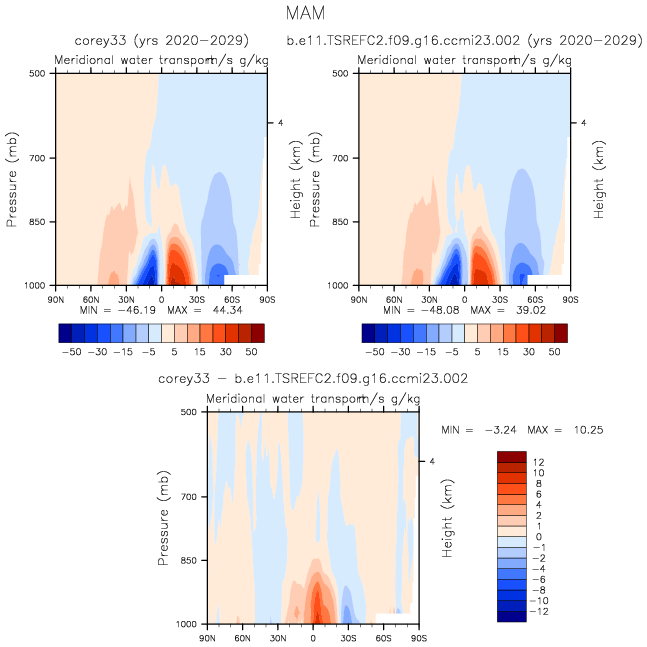 MAM
corey33 (yrs 2020-2029)
b.e11.TSREFC2.f09.g16.ccmi23.002 (yrs 2020-2029)
Meridional water transport m/s g/kg
Meridional water transport m/s g/kg
500
700
850
1000
Pressure (mb)
4
Height (km)
90N 60N 30N 0 30S 60S 90S
MIN = -46.19 MAX = 44.34
-50 -30 -15 -5 5 15 30 50
500
700
850
1000
Pressure (mb)
4
Height (km)
90N 60N 30N 0 30S 60S 90S
MIN = -48.08 MAX = 39.02
-50 -30 -15 -5 5 15 30 50
corey33 - b.e11.TSREFC2.f09.g16.ccmi23.002
Meridional water transport m/s g/kg
500
700
850
1000
Pressure (mb)
4
Height (km)
90N 60N 30N 0 30S 60S 90S
MIN = -3.24 MAX = 10.25
12
10
8
6
4
2
1
0
-1
-2
-4
-6
-8
-10
-12